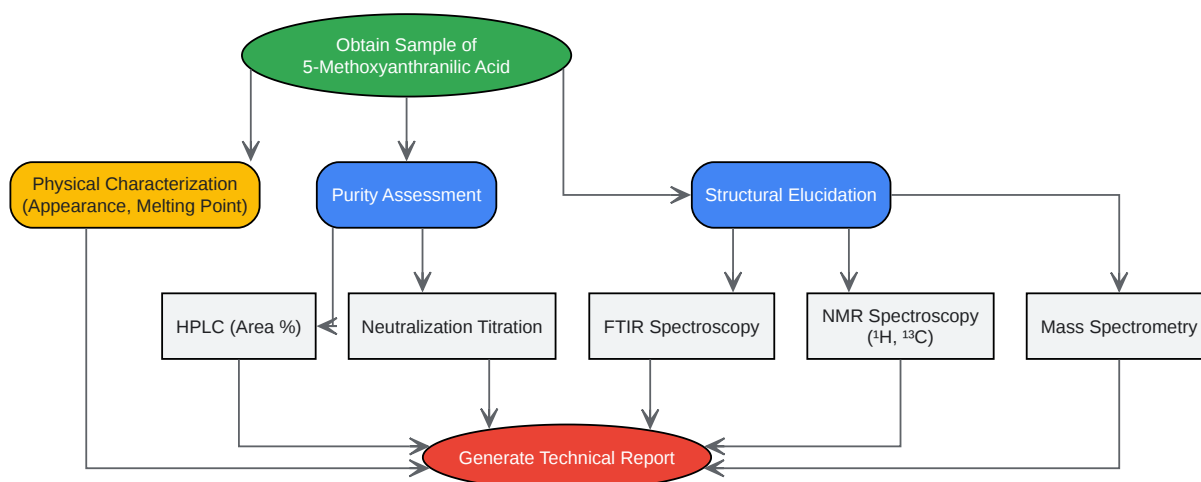 Obtain Sample of
5-Methoxyanthranilic Acid
Physical Characterization
(Appearance, Melting Point)
Purity Assessment
Structural Elucidation
HPLC (Area %)
Neutralization Titration
FTIR Spectroscopy
NMR Spectroscopy
(¹H, ¹³C)
Mass Spectrometry
Generate Technical Report